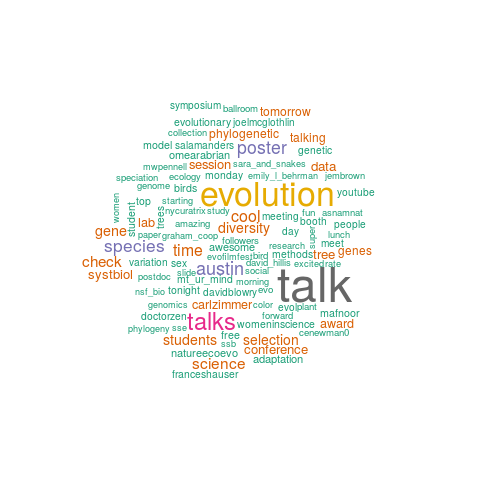 symposium ballroom tomorrow
evolutionary joelmcglothlin
collection phylogenetic talking
model salamanders poster genetic
omearabrian
mwpennell session sara_and_snakes data
speciation ecology monday emily_l_behrman jembrown
genome birds evolution youtube
women top starting
student trees nycuratrix study cool meeting fun asnamnat
lab amazing diversity booth people
gene paper graham_coop day super lunch
species time awesome followers research meet
evofilmfest bird methods tree genes
check variation sex austin david_hillis excited rate
systbiol postdoc slide social
mt_ur_mind morning talk
nsf_bio tonight davidblowry evo
genomics carlzimmer color evol plant
doctorzen talks forward mafnoor
phylogeny sse womeninscience award
students free selection cenewman0
ssb
natureecoevo conference
science adaptation
franceshauser